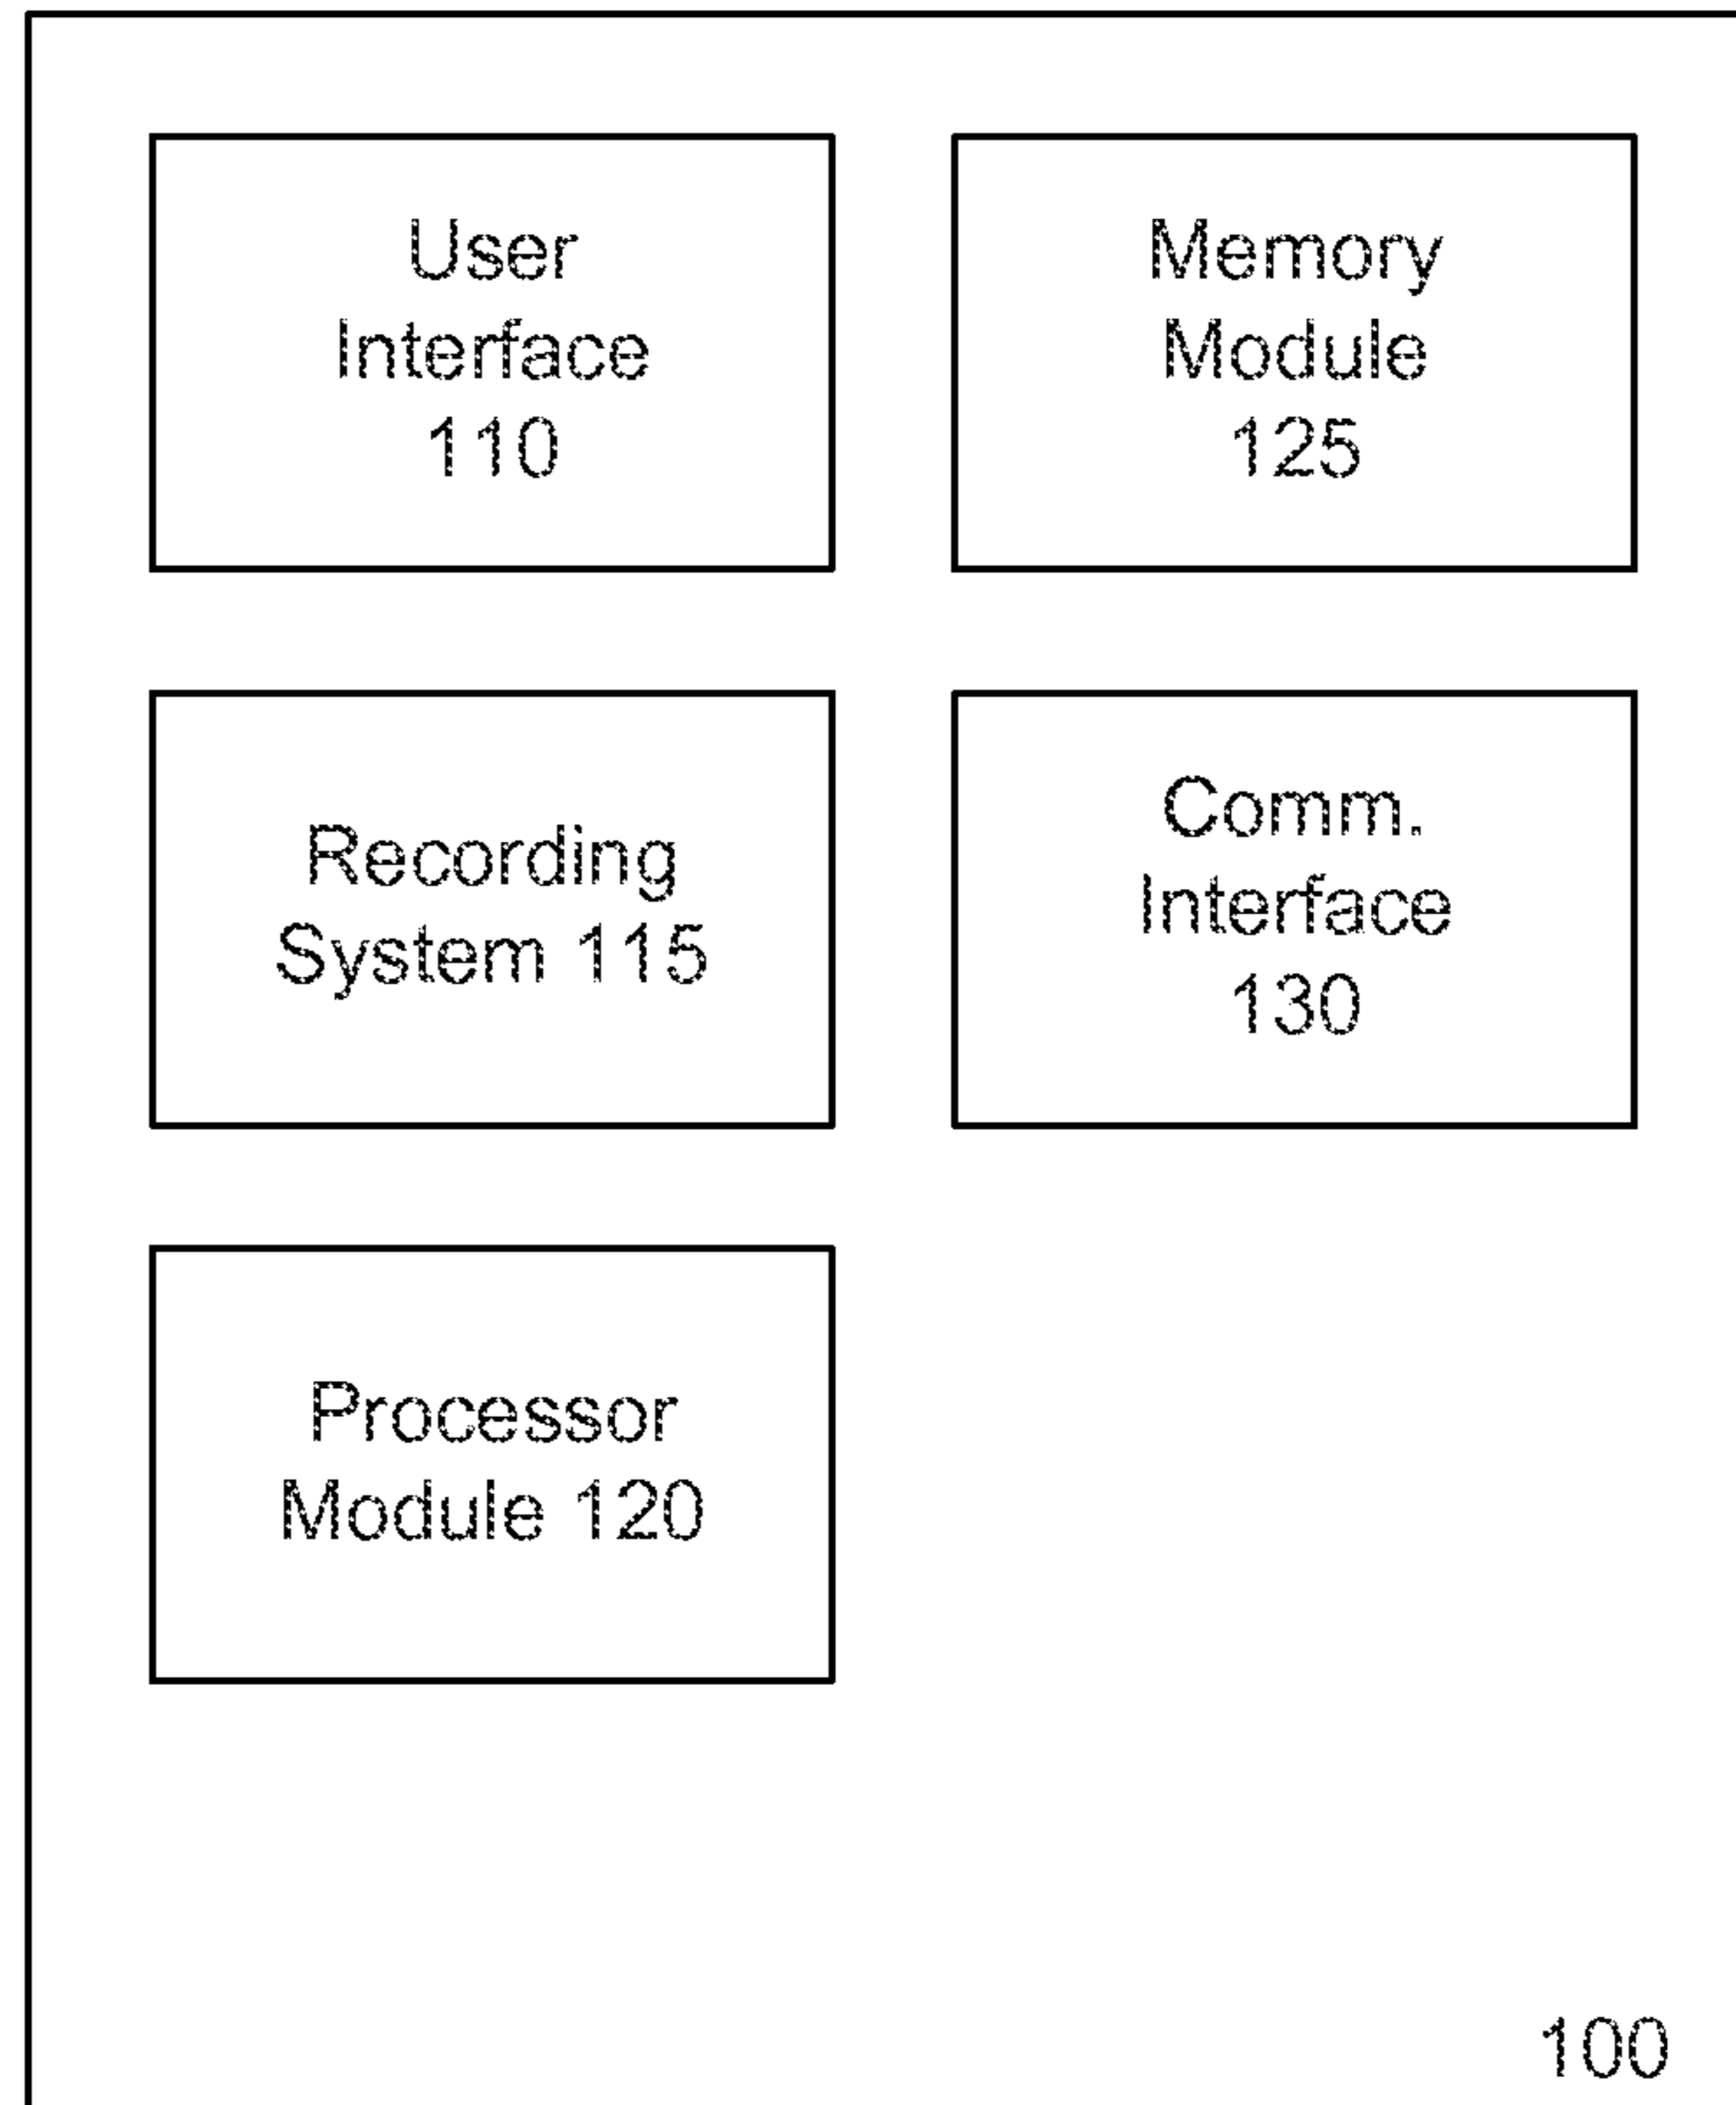 User
Interface
110
Memory
Module
125
Recording
System 115
Comm.
Interface
130
Processor
Module 120
100